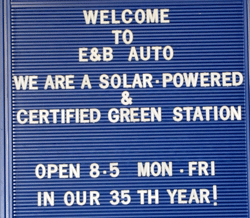 WELCOME
TO
E&B AUTO
WE ARE A SOLAR-POWERED
&
CERTIFIED GREEN STATION
OPEN 8-5 MON-FRI
IN OUR 35 TH YEAR!